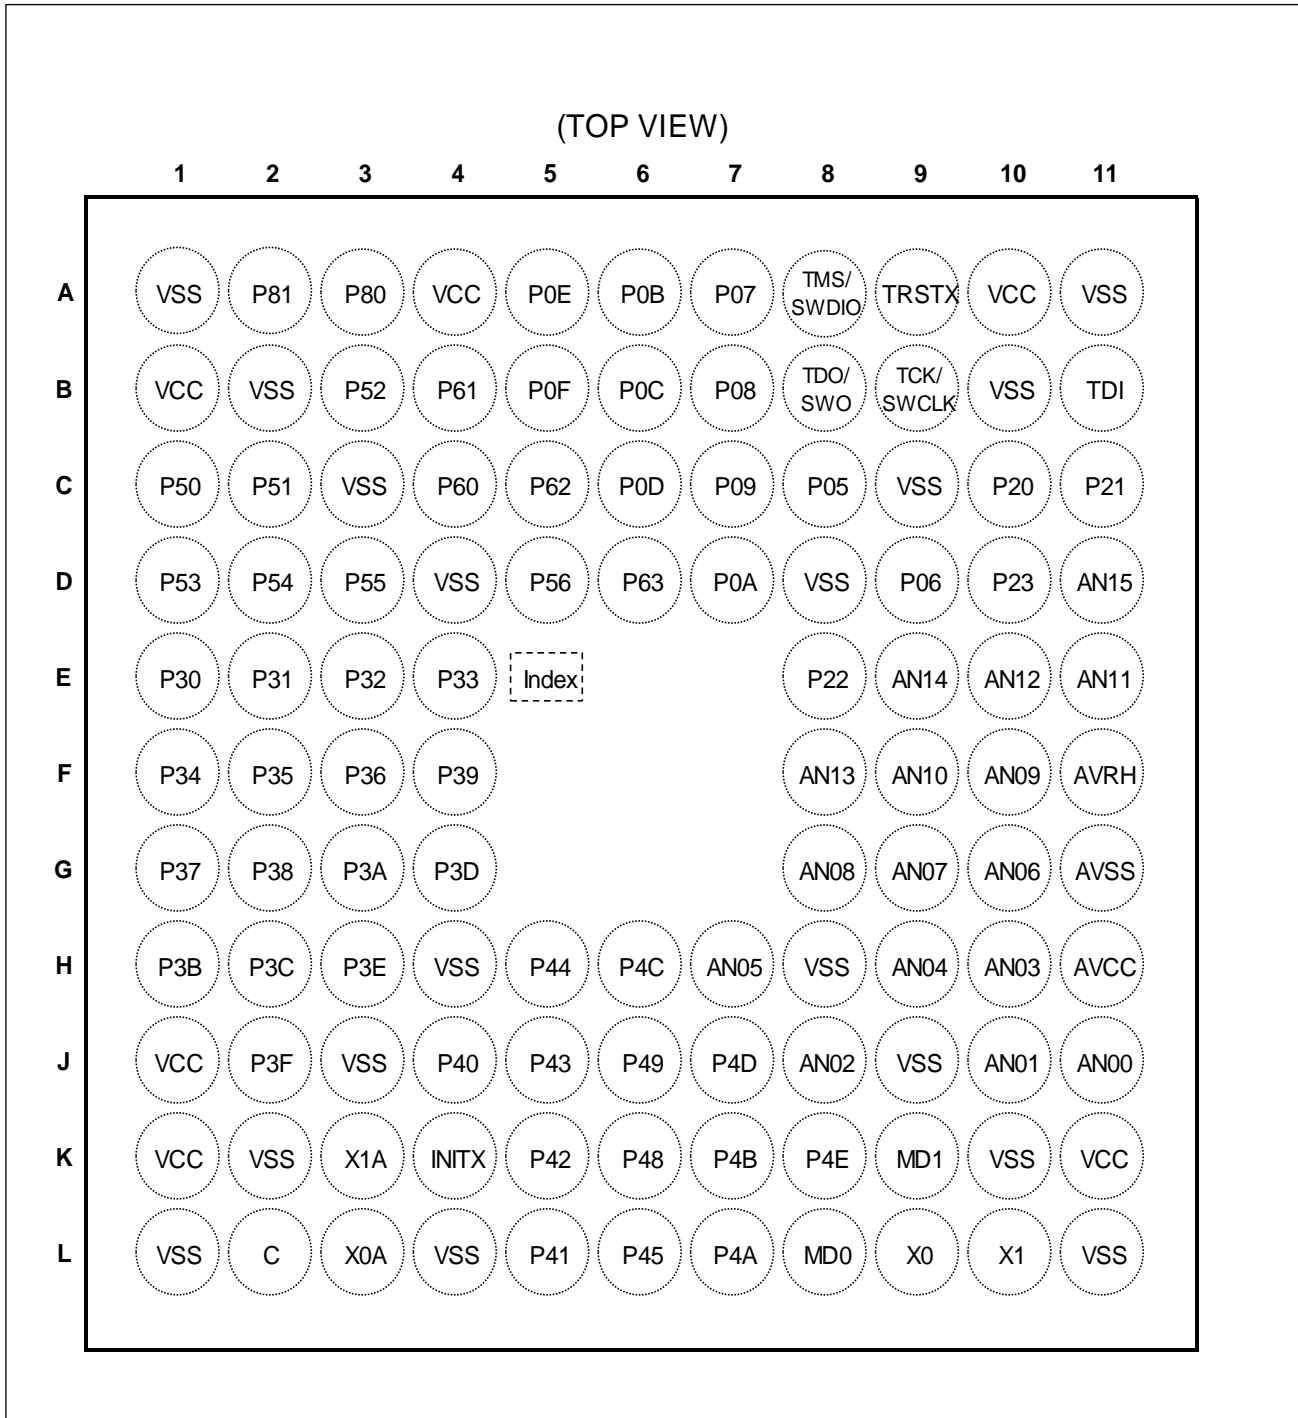 (TOP VIEW)
1 2 3 4 5 6 7 8 9 10 11
A VSS P81 P80 VCC P0E P0B P07 TMS/ SWDIO TRSTX VCC VSS
B VCC VSS P52 P61 P0F P0C P08 TDO/ SWO TCK/ SWCLK VSS TDI
C P50 P51 VSS P60 P62 P0D P09 P05 VSS P20 P21
D P53 P54 P55 VSS P56 P63 P0A VSS P06 P23 AN15
E P30 P31 P32 P33 Index P22 AN14 AN12 AN11
F P34 P35 P36 P39 AN13 AN10 AN09 AVRH
G P37 P38 P3A P3D AN08 AN07 AN06 AVSS
H P3B P3C P3E VSS P44 P4C AN05 VSS AN04 AN03 AVCC
J VCC P3F VSS P40 P43 P49 P4D AN02 VSS AN01 AN00
K VCC VSS X1A INITX P42 P48 P4B P4E MD1 VSS VCC
L VSS C X0A VSS P41 P45 P4A MD0 X0 X1 VSS